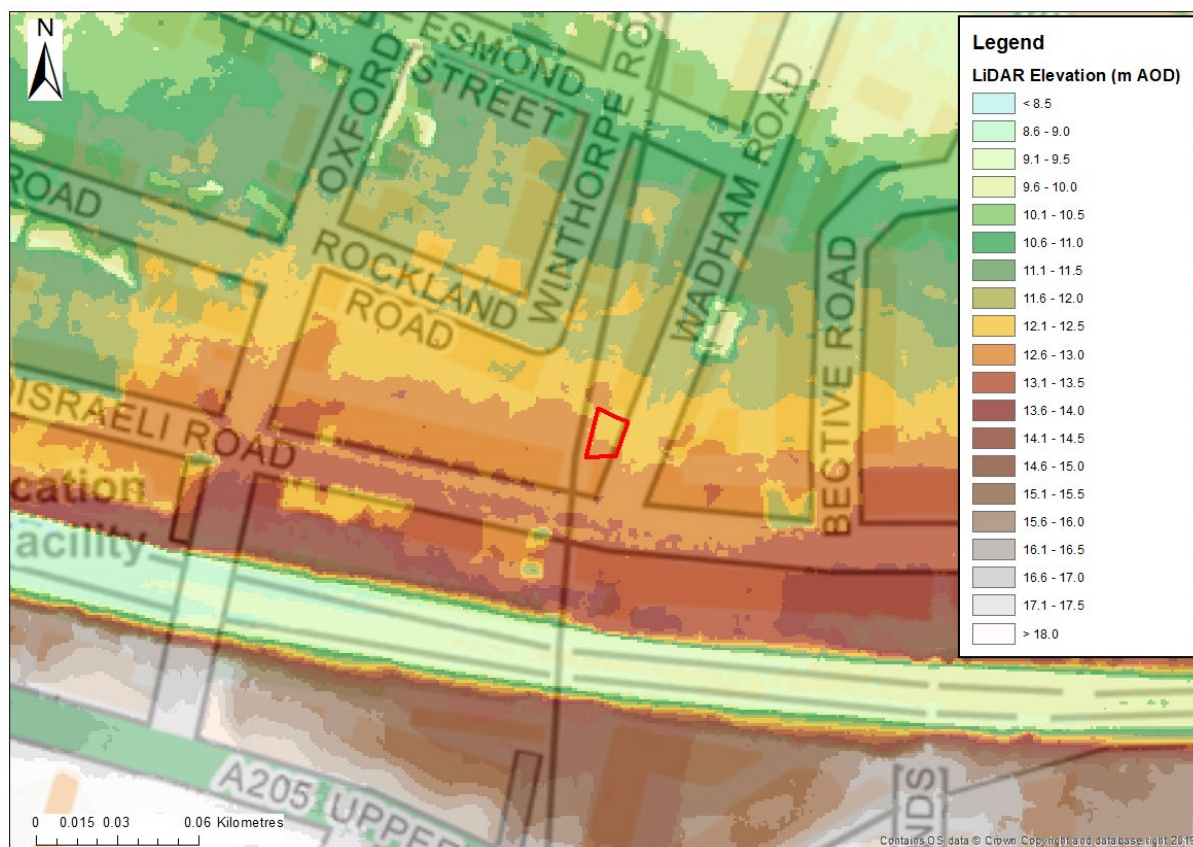 N
Legend
LiDAR Elevation (m AOD)
< 8.5
8.6 - 9.0
9.1 - 9.5
9.6 - 10.0
10.1 - 10.5
10.6 - 11.0
11.1 - 11.5
11.6 - 12.0
12.1 - 12.5
12.6 - 13.0
13.1 - 13.5
13.6 - 14.0
14.1 - 14.5
14.6 - 15.0
15.1 - 15.5
15.6 - 16.0
16.1 - 16.5
16.6 - 17.0
17.1 - 17.5
> 18.0
OAD
OXFORD
ESMOND
STREET
WINTHORPE RO
WADHAM ROAD
ROAD
ROCKLAND
ROAD
BECTIVE ROAD
DISRAELI ROAD
cation
acility
A205 UPPER
NDS
0 0.015 0.03 0.06 Kilometres
Contains OS data © Crown Copyright and database right